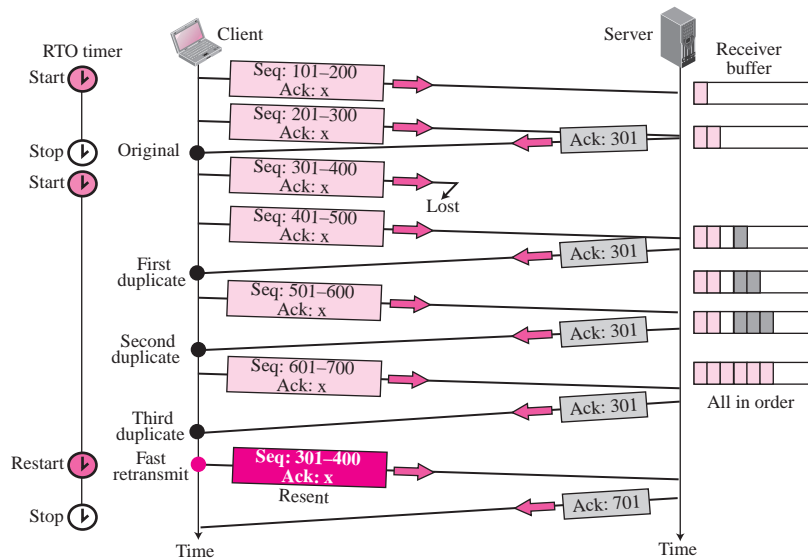 Client
Server
RTO timer
Receiver
buffer
Start
Seq: 101–200
Ack: x
Seq: 201–300
Ack: x
Stop
Original
Ack: 301
Start
Seq: 301–400
Ack: x
Lost
Seq: 401–500
Ack: x
Ack: 301
First
duplicate
Seq: 501–600
Ack: x
Ack: 301
Second
duplicate
Seq: 601–700
Ack: x
All in order
Ack: 301
Third
duplicate
Restart
Fast
retransmit
Seq: 301–400
Ack: x
Resent
Ack: 701
Stop
Time
Time